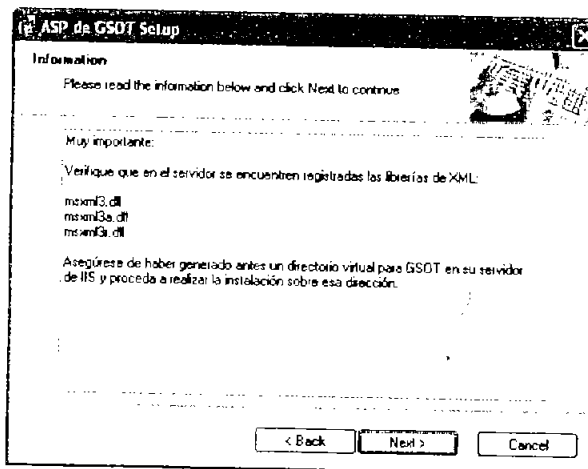 ASP de GSOT Setup
Information
Please read the information below and click Next to continue
Muy importante:
Verifique que en el servidor se encuentren registradas las librerías de XML:
msxml3.dll
msxml3a.dll
msxml3r.dll
Asegúrese de haber generado antes un directorio virtual para GSOT en su servidor
de IIS y proceda a realizar la instalación sobre esa dirección.
< Back
Next >
Cancel